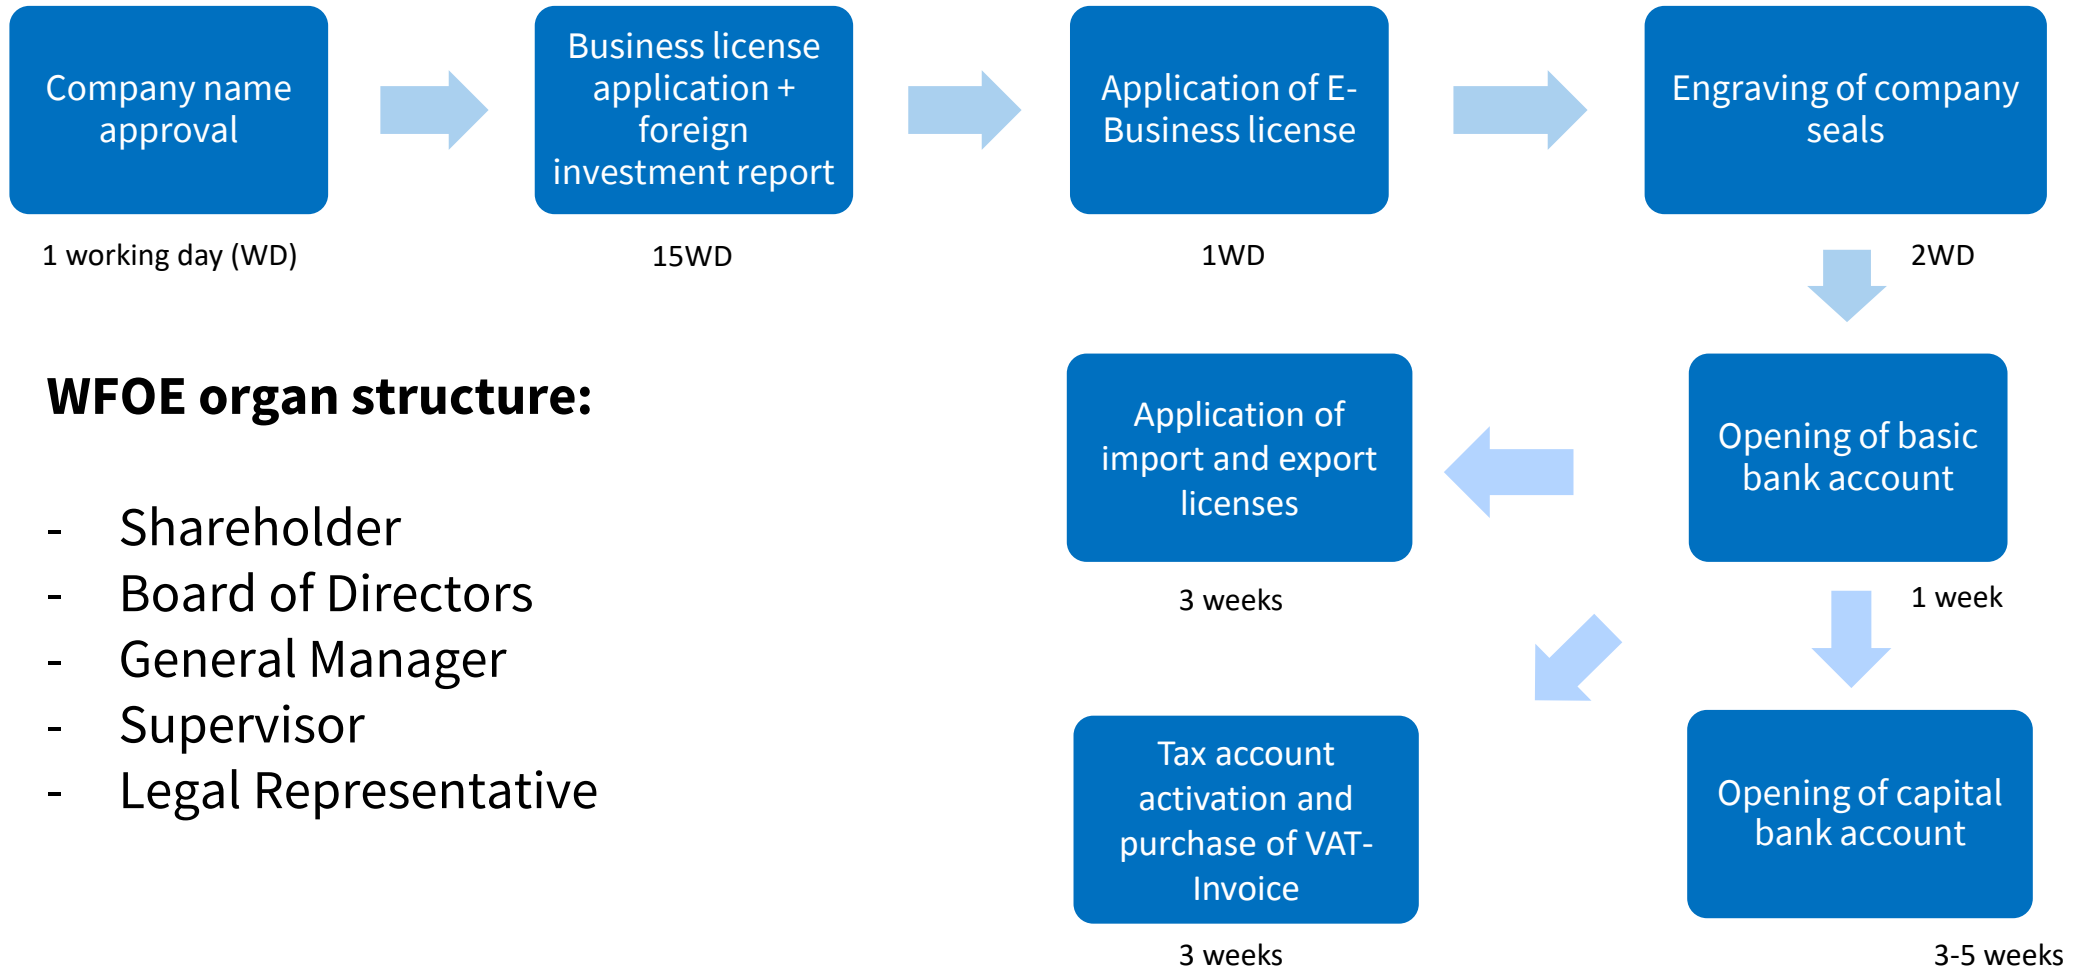 Company name
approval
1 working day (WD)
Business license
application +
foreign
investment report
15WD
Application of E-
Business license
1WD
Engraving of company
seals
2WD
Opening of basic
bank account
1 week
Application of
import and export
licenses
3 weeks
Tax account
activation and
purchase of VAT-
Invoice
3 weeks
Opening of capital
bank account
3-5 weeks
WFOE organ structure:
- Shareholder
- Board of Directors
- General Manager
- Supervisor
- Legal Representative